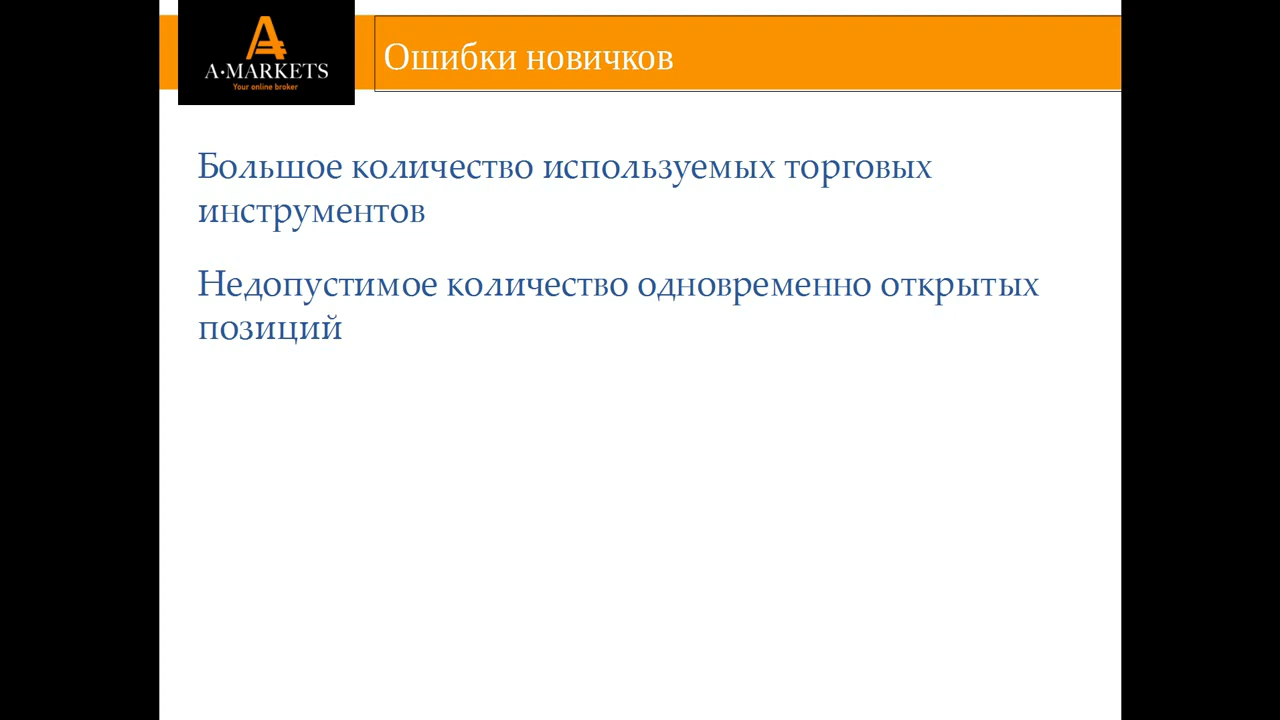 A·MARKETS
Your online broker
Ошибки новичков
Большое количество используемых торговых
инструментов
Недопустимое количество одновременно открытых
позиций